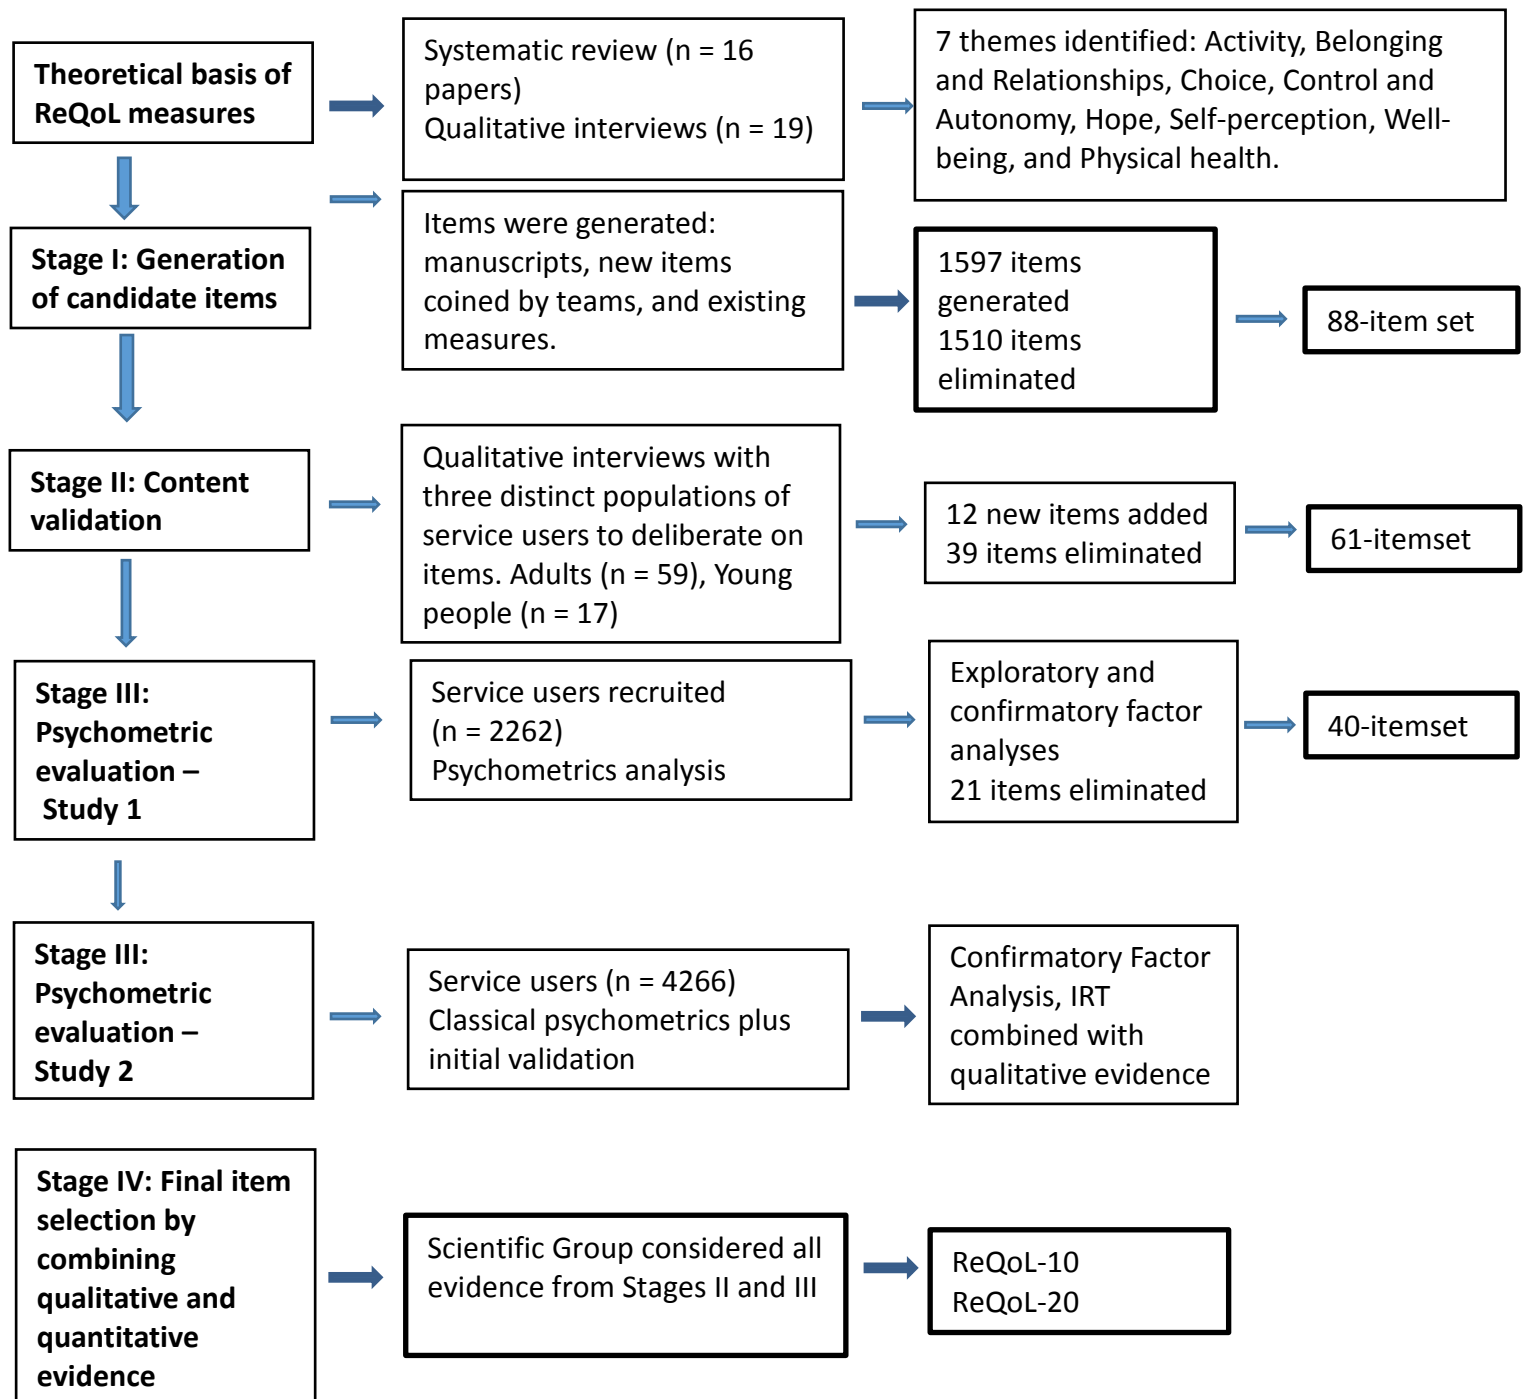 Theoretical basis of
ReQoL measures
Systematic review (n = 16
papers)
Qualitative interviews (n = 19)
7 themes identified: Activity, Belonging
and Relationships, Choice, Control and
Autonomy, Hope, Self-perception, Well-
being, and Physical health.
Stage I: Generation
of candidate items
Items were generated:
manuscripts, new items
coined by teams, and existing
measures.
1597 items
generated
1510 items
eliminated
88-item set
Stage II: Content
validation
Qualitative interviews with
three distinct populations of
service users to deliberate on
items. Adults (n = 59), Young
people (n = 17)
12 new items added
39 items eliminated
61-itemset
Stage III:
Psychometric
evaluation –
Study 1
Service users recruited
(n = 2262)
Psychometrics analysis
Exploratory and
confirmatory factor
analyses
21 items eliminated
40-itemset
Stage III:
Psychometric
evaluation –
Study 2
Service users (n = 4266)
Classical psychometrics plus
initial validation
Confirmatory Factor
Analysis, IRT
combined with
qualitative evidence
Stage IV: Final item
selection by
combining
qualitative and
quantitative
evidence
Scientific Group considered all
evidence from Stages II and III
ReQoL-10
ReQoL-20